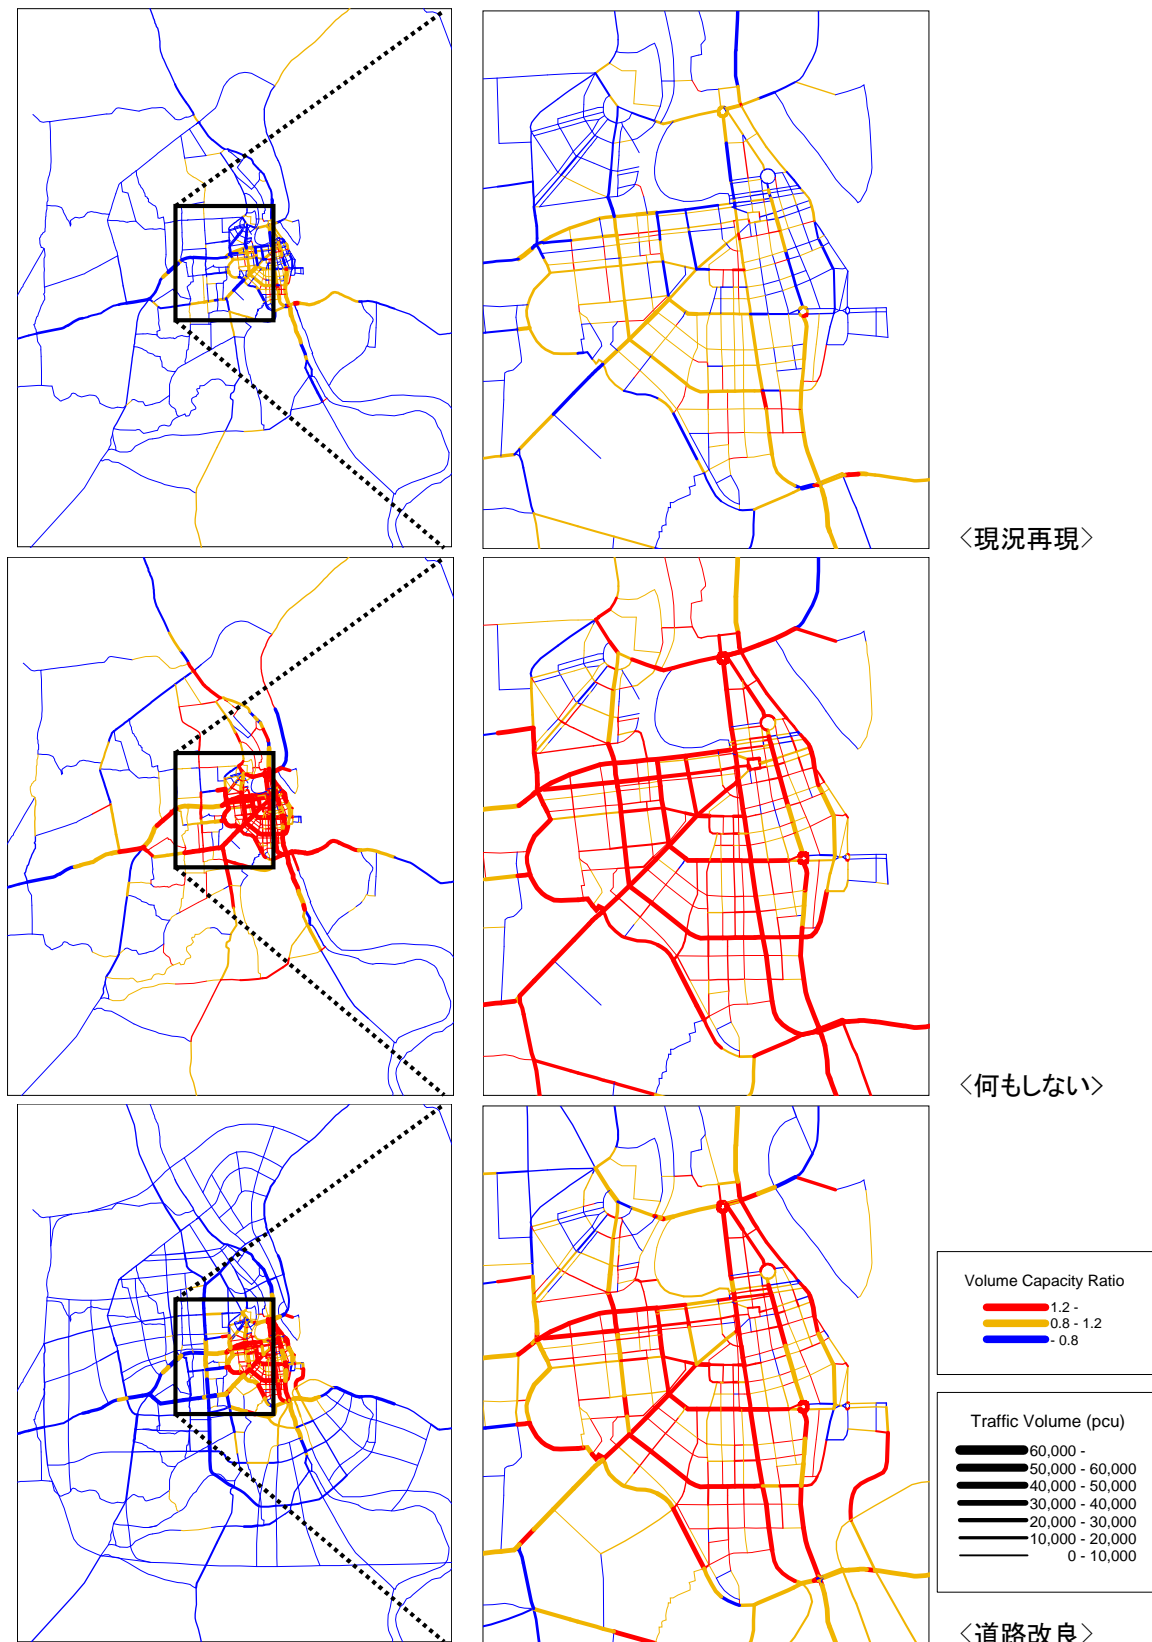 <現況再現>
<何もしない>
Volume Capacity Ratio
1.2 -
0.8 - 1.2
- 0.8
Traffic Volume (pcu)
60,000 -
50,000 - 60,000
40,000 - 50,000
30,000 - 40,000
20,000 - 30,000
10,000 - 20,000
0 - 10,000
<道路改良>